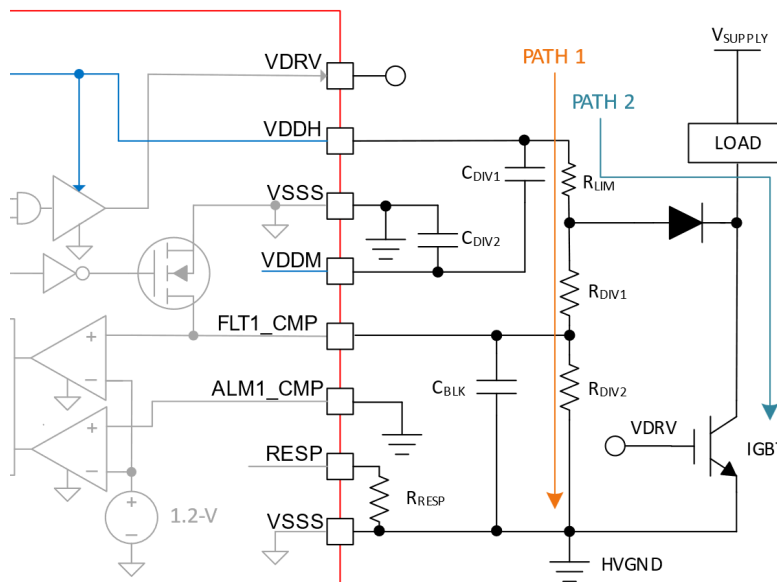 VDRV
PATH 1
VSUPPLY
PATH 2
VDDH
LOAD
CDIV1
RLIM
VSSS
CDIV2
VDDM
RDIV1
FLT1_CMP
+
−
CBLK
RDIV2
ALM1_CMP
+
−
VDRV
IGBT
RESP
RRESP
+
1.2-V
−
VSSS
HVGND